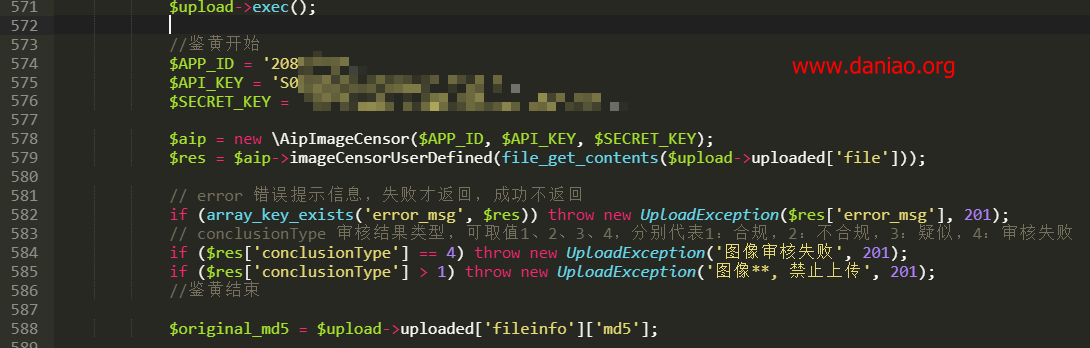 571 $upload->exec();
572
573 //鉴黄开始
574 $APP_ID = '208
www.daniao.org
575 $API_KEY = 'S0
576 $SECRET_KEY =
577
578 $aip = new \AipImageCensor($APP_ID, $API_KEY, $SECRET_KEY);
579 $res = $aip->imageCensorUserDefined(file_get_contents($upload->uploaded['file']));
580
581 // error 错误提示信息，失败才返回，成功不返回
582 if (array_key_exists('error_msg', $res)) throw new UploadException($res['error_msg'], 201);
583 // conclusionType 审核结果类型，可取值1、2、3、4，分别代表1：合规，2：不合规，3：疑似，4：审核失败
584 if ($res['conclusionType'] == 4) throw new UploadException('图像审核失败', 201);
585 if ($res['conclusionType'] > 1) throw new UploadException('图像**, 禁止上传', 201);
586 //鉴黄结束
587
588 $original_md5 = $upload->uploaded['fileinfo']['md5'];